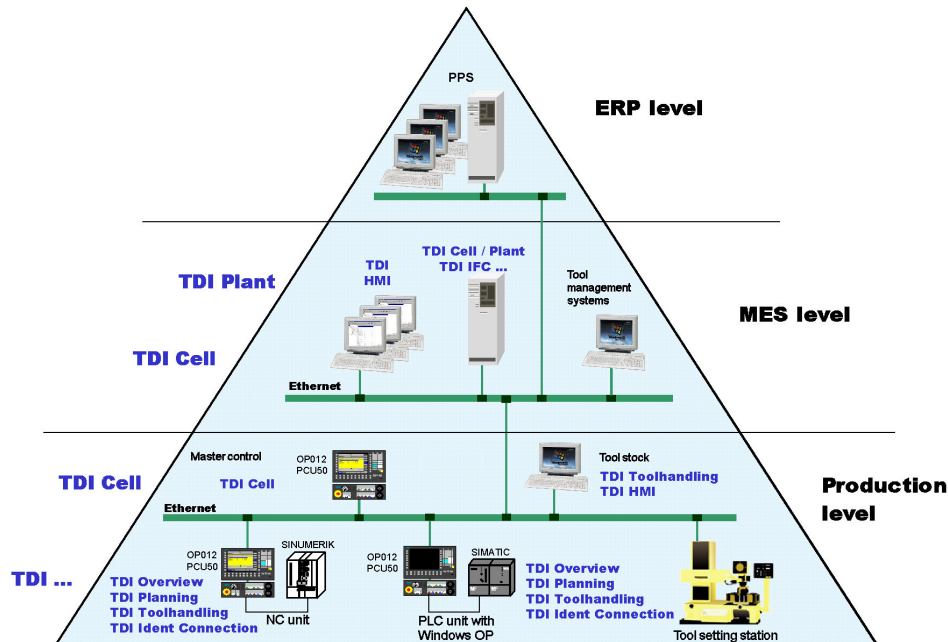 PPS
ERP level
TDI Cell / Plant
TDI IFC ...
TDI
HMI
Tool
management
systems
TDI Plant
MES level
TDI Cell
Ethernet
Master control
OP012
PCU50
Tool stock
TDI Cell
TDI Cell
TDI Toolhandling
TDI HMI
Production
level
Ethernet
OP012
PCU50
SINUMERIK
OP012
PCU50
SIMATIC
TDI ...
TDI Overview
TDI Planning
TDI Toolhandling
TDI Ident Connection
NC unit
PLC unit with
Windows OP
TDI Overview
TDI Planning
TDI Toolhandling
TDI Ident Connection
Tool setting station